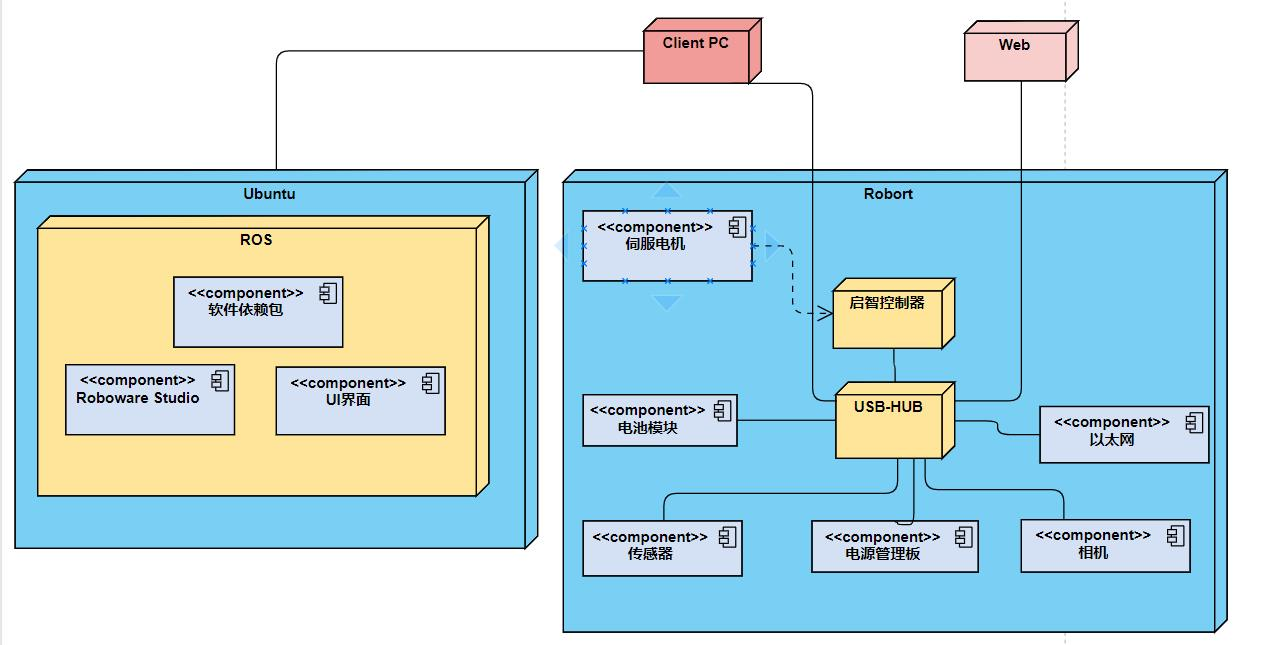 Client PC
Web
Ubuntu
ROS
<<component>>
软件依赖包
<<component>>
Roboware Studio
<<component>>
UI界面
Robort
<<component>>
伺服电机
启智控制器
<<component>>
电池模块
USB-HUB
<<component>>
以太网
<<component>>
传感器
<<component>>
电源管理板
<<component>>
相机